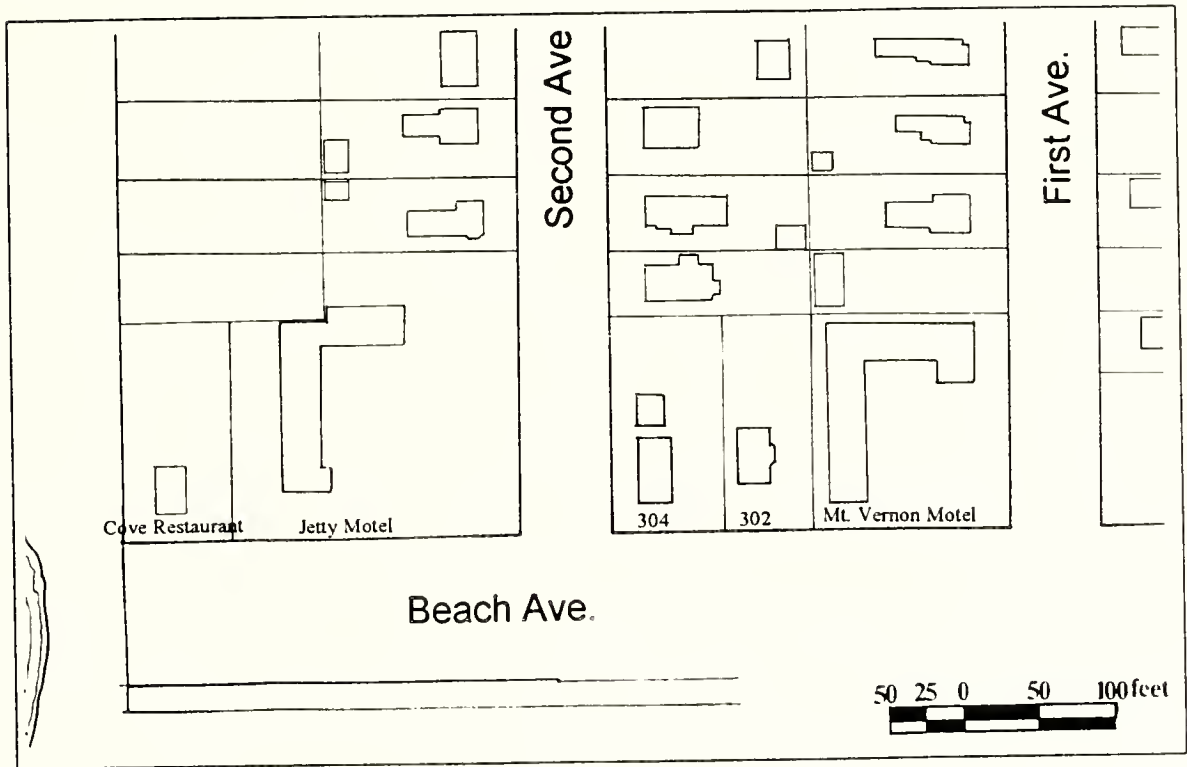 Second Ave
First Ave.
Cove Restaurant
Jetty Motel
304
302
Mt. Vernon Motel
Beach Ave.
50 25 0 50 100 feet